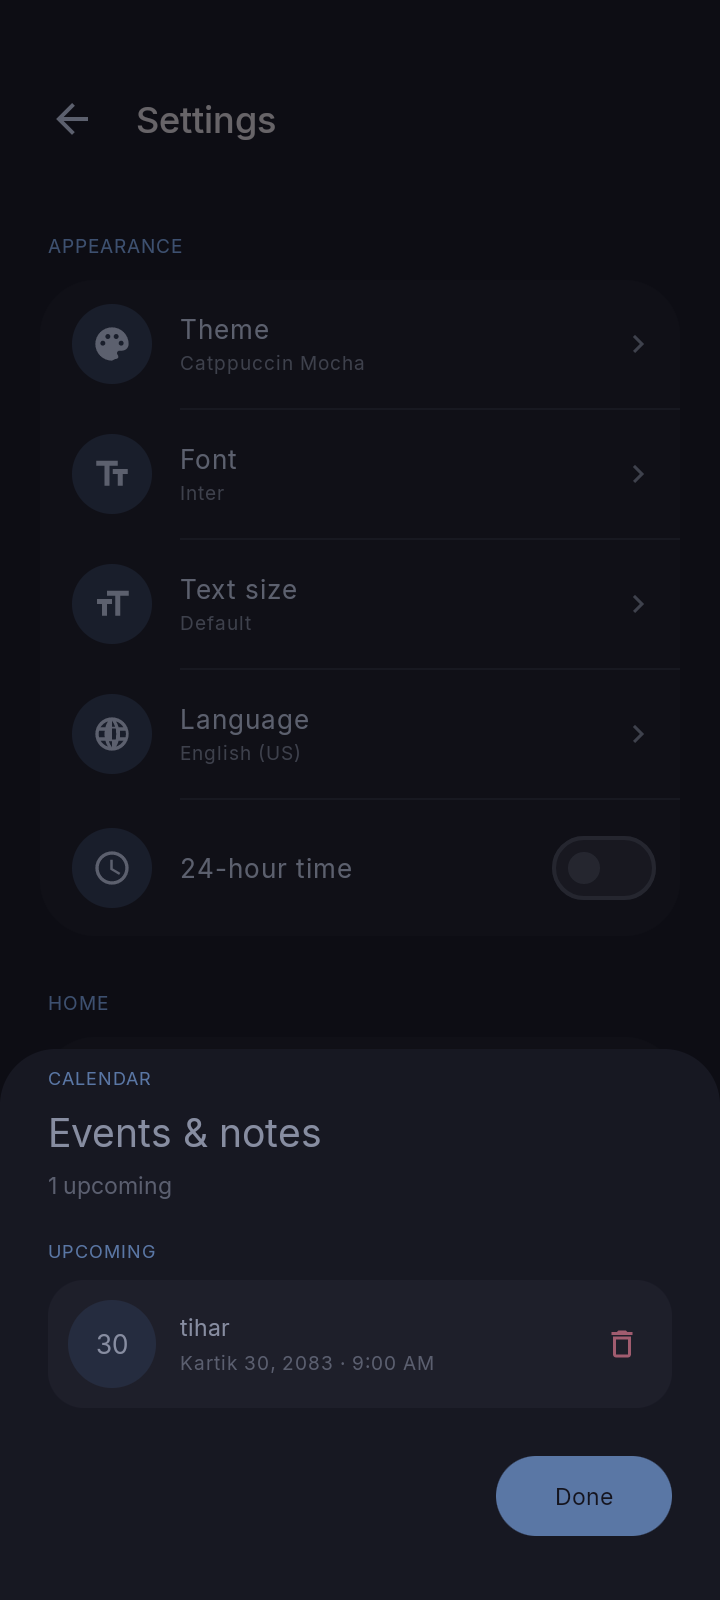 Settings
APPEARANCE
Theme
Catppuccin Mocha
Font
Inter
Text size
Default
Language
English (US)
24-hour time
HOME
CALENDAR
Events & notes
1 upcoming
UPCOMING
30
tihar
Kartik 30, 2083 · 9:00 AM
Done